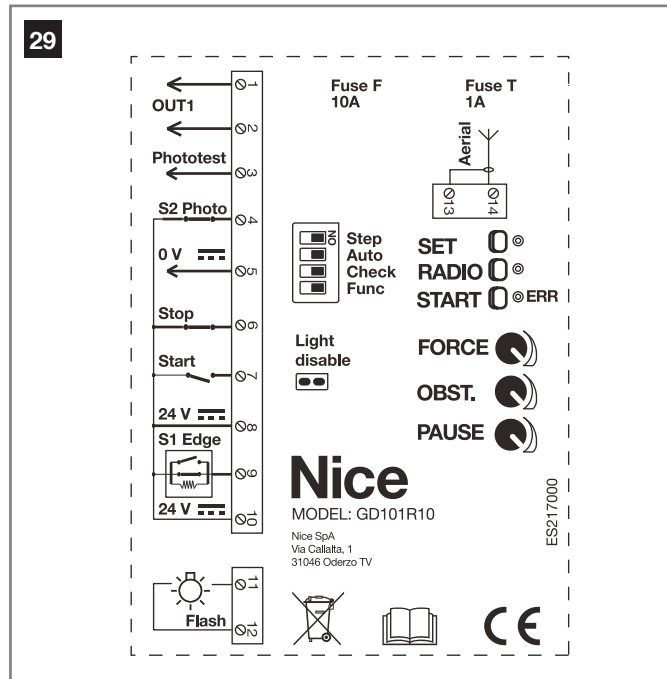 29
1
OUT1
2
Phototest
3
S2 Photo
4
0 V
5
Stop
6
Start
7
24 V
8
S1 Edge
9
24 V
10
11
Flash
12
Fuse F
10A
Fuse T
1A
Aerial
13
14
ON
Step
Auto
Check
Func
SET
RADIO
START
ERR
Light
disable
FORCE
OBST.
PAUSE
Nice
MODEL: GD101R10
Nice SpA
Via Callalta, 1
31046 Oderzo TV
ES217000
CE